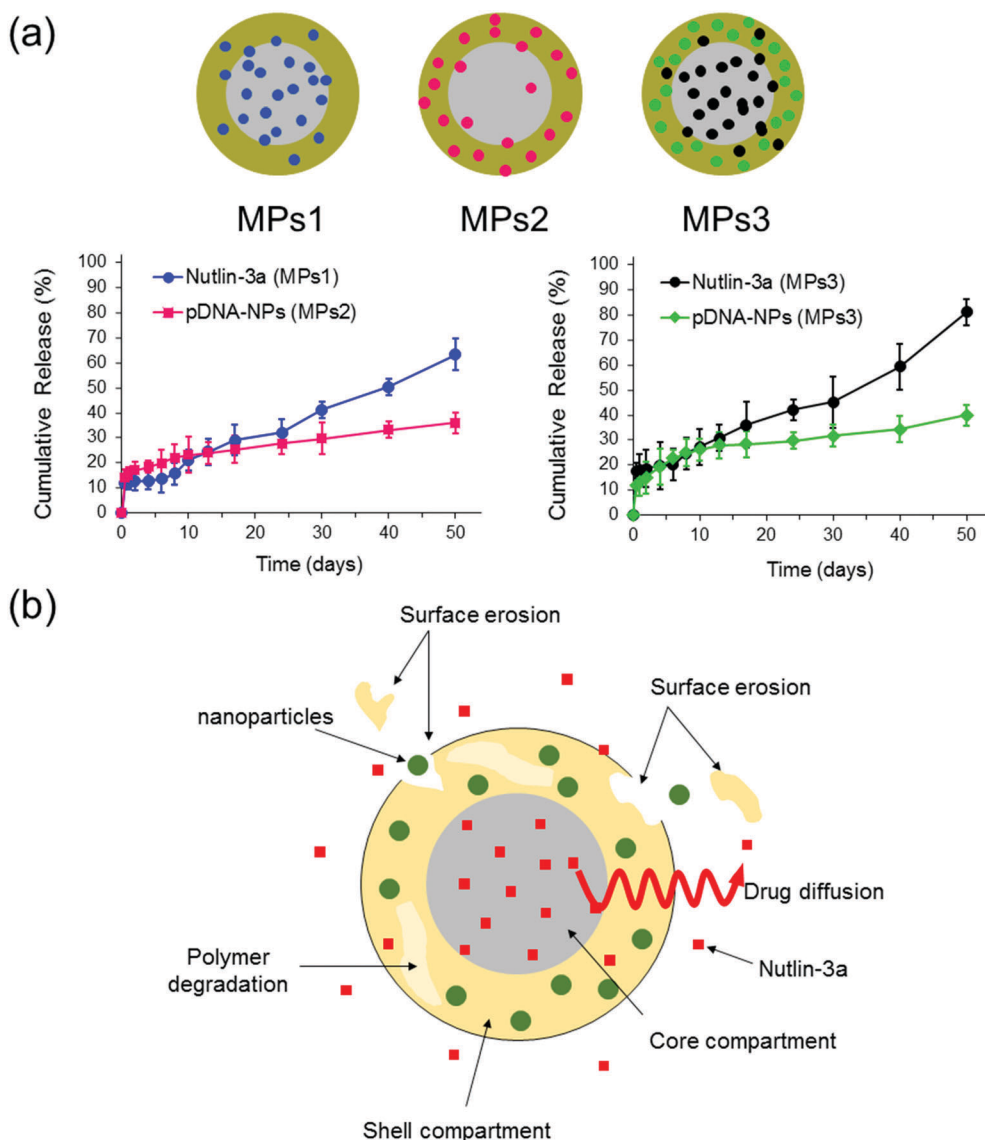 (a)
MPs1
MPs2
MPs3
Cumulative Release (%)
100
90
80
70
60
50
40
30
20
10
0
Nutlin-3a (MPs1)
pDNA-NPs (MPs2)
0 10 20 30 40 50
Time (days)
Cumulative Release (%)
100
90
80
70
60
50
40
30
20
10
0
Nutlin-3a (MPs3)
pDNA-NPs (MPs3)
0 10 20 30 40 50
Time (days)
(b)
Surface erosion
nanoparticles
Surface erosion
Drug diffusion
Nutlin-3a
Polymer
degradation
Core compartment
Shell compartment